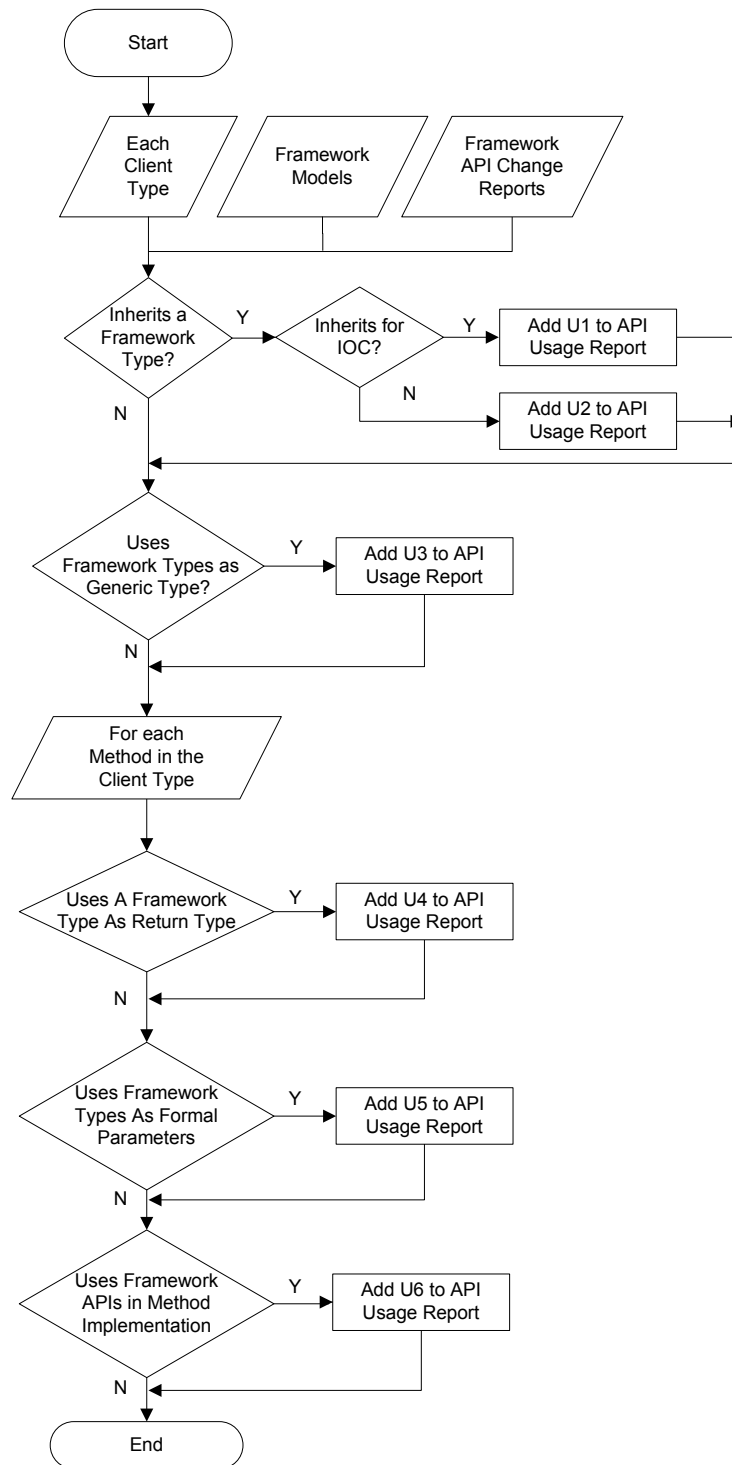 Start
Each
Client
Type
Framework
Models
Framework
API Change
Reports
Inherits a
Framework
Type?
Y
Inherits for
IOC?
Y
Add U1 to API
Usage Report
N
N
Add U2 to API
Usage Report
Uses
Framework Types as
Generic Type?
Y
Add U3 to API
Usage Report
N
For each
Method in the
Client Type
Uses A Framework
Type As Return Type
Y
Add U4 to API
Usage Report
N
Uses Framework
Types As Formal
Parameters
Y
Add U5 to API
Usage Report
N
Uses Framework
APIs in Method
Implementation
Y
Add U6 to API
Usage Report
N
End